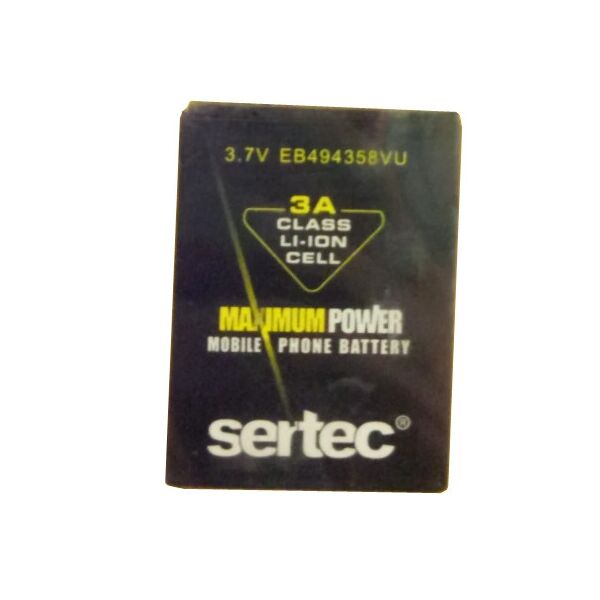 3.7V EB494358VU
3A
CLASS
LI-ION
CELL
MAXIMUM POWER
MOBILE PHONE BATTERY
sertec®